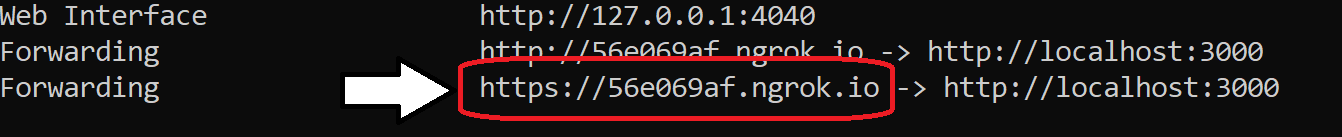 Web Interface http://127.0.0.1:4040
Forwarding http://56e069af.ngrok.io -> http://localhost:3000
Forwarding https://56e069af.ngrok.io -> http://localhost:3000